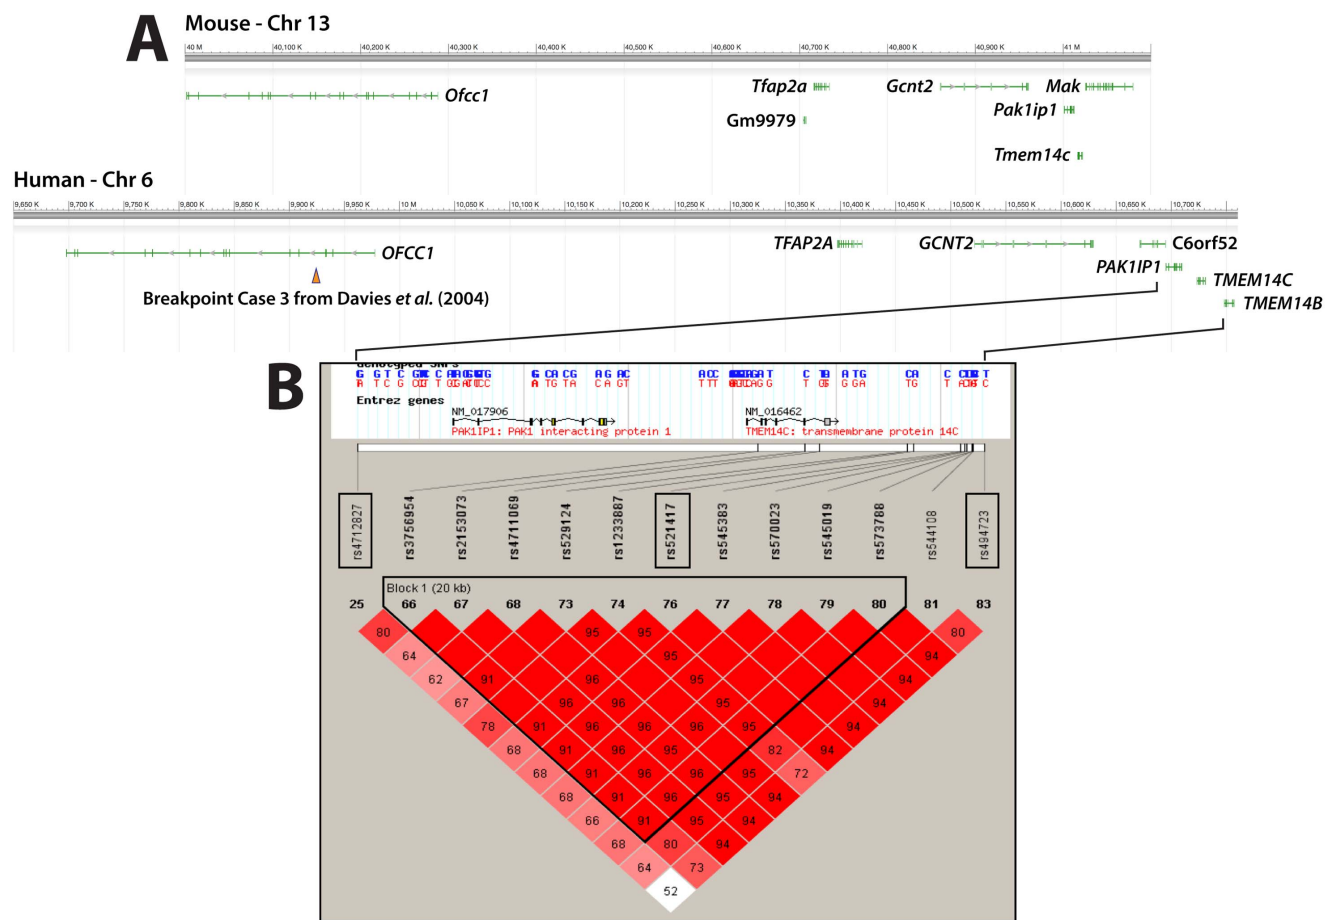 A
Mouse - Chr 13
40 M 40,100 K 40,200 K 40,300 K 40,400 K 40,500 K 40,600 K 40,700 K 40,800 K 40,900 K 41 M
Ofcc1
Tfap2a
Gcnt2
Mak
Gm9979
Pak1ip1
Tmem14c
Human - Chr 6
9,650 K 9,700 K 9,750 K 9,800 K 9,850 K 9,900 K 9,950 K 10 M 10,050 K 10,100 K 10,150 K 10,200 K 10,250 K 10,300 K 10,350 K 10,400 K 10,450 K 10,500 K 10,550 K 10,600 K 10,650 K 10,700 K
OFCC1
TFAP2A
GCNT2
C6orf52
PAK1IP1
TMEM14C
TMEM14B
Breakpoint Case 3 from Davies et al. (2004)
B
Entrez genes
NM_017906 NM_016462
PAK1IP1: PAK1 interacting protein 1 TMEM14C: transmembrane protein 14C
rs4712827 rs3756954 rs2153073 rs4711069 rs529124 rs1233887 rs521417 rs545383 rs570023 rs545019 rs573788 rs544108 rs494723
Block 1 (20 kb)
25 66 67 68 73 74 76 77 78 79 80 81 83
80 95 95 80
64 95 94
62 91 96 95 94
67 96 96 95 94
78 91 96 96 96 95 94
68 91 96 95 82 94
68 91 96 96 95 72
68 91 96 95 94
66 91 95 94
68 80 94
64 73
52